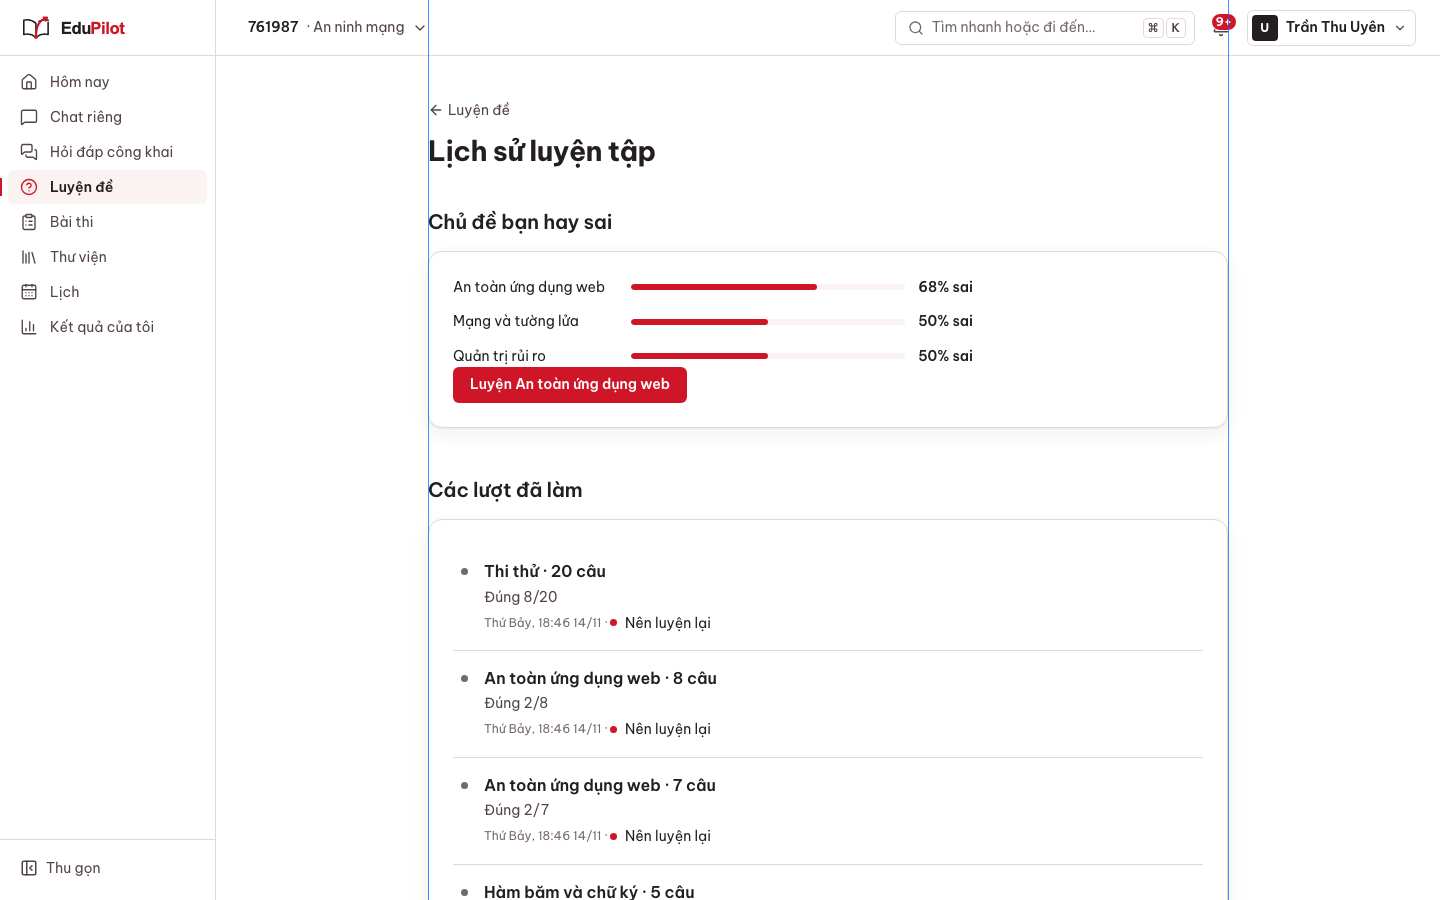 EduPilot
761987 · An ninh mạng
Tìm nhanh hoặc đi đến...
⌘ K
9+
U Trần Thu Uyên
Hôm nay
Chat riêng
Hỏi đáp công khai
Luyện đề
Bài thi
Thư viện
Lịch
Kết quả của tôi
Thu gọn
Luyện đề
Lịch sử luyện tập
Chủ đề bạn hay sai
An toàn ứng dụng web 68% sai
Mạng và tường lửa 50% sai
Quản trị rủi ro 50% sai
Luyện An toàn ứng dụng web
Các lượt đã làm
Thi thử · 20 câu
Đúng 8/20
Thứ Bảy, 18:46 14/11 · Nên luyện lại
An toàn ứng dụng web · 8 câu
Đúng 2/8
Thứ Bảy, 18:46 14/11 · Nên luyện lại
An toàn ứng dụng web · 7 câu
Đúng 2/7
Thứ Bảy, 18:46 14/11 · Nên luyện lại
Hàm băm và chữ ký · 5 câu